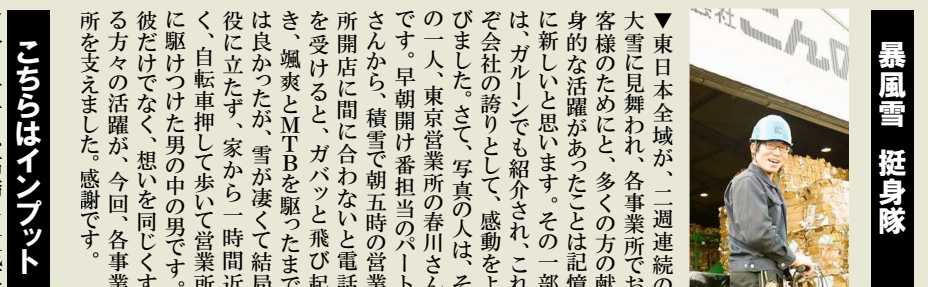 暴風雪 挺身隊
▼東日本全域が、二週連続の
大雪に見舞われ、各事業所でお
客様のためにと、多くの方の献
身的な活躍があったことは記憶
に新しいと思います。その一部
は、ガルーンでも紹介され、これ
ぞ会社の誇りとして、感動をよ
びました。さて、写真の人は、そ
の一人、東京営業所の春川さん
です。早朝開け番担当のパート
さんから、積雪で朝五時の営業
所開店に間に合わないと電話
を受けると、ガバッと飛び起
き、颯爽とMTBを駆ったまで
は良かったが、雪が凄くて結局
役に立たず、家から一時間近
く、自転車押して歩いて営業所
に駆けつけた男の中の男です。
彼だけでなく、想いを同じくす
る方々の活躍が、今回、各事業
所を支えました。感謝です。
こちらはインプット